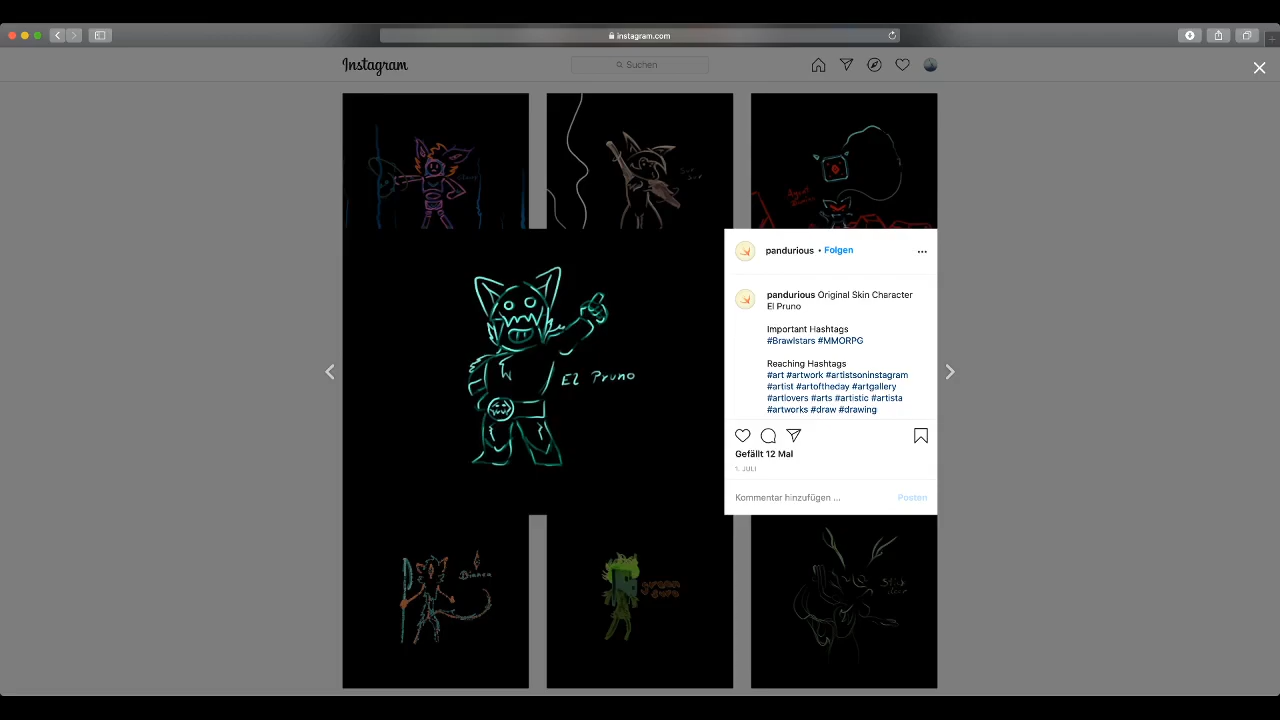 instagram.com
Instagram
Suchen
El Pruno
pandurious • Folgen
pandurious Original Skin Character
El Pruno
Important Hashtags
#Brawlstars #MMORPG
Reaching Hashtags
#art #artwork #artistsoninstagram
#artist #artoftheday #artgallery
#artlovers #arts #artistic #artista
#artworks #draw #drawing
Gefällt 12 Mal
1. JULI
Kommentar hinzufügen ...
Posten
Bianca